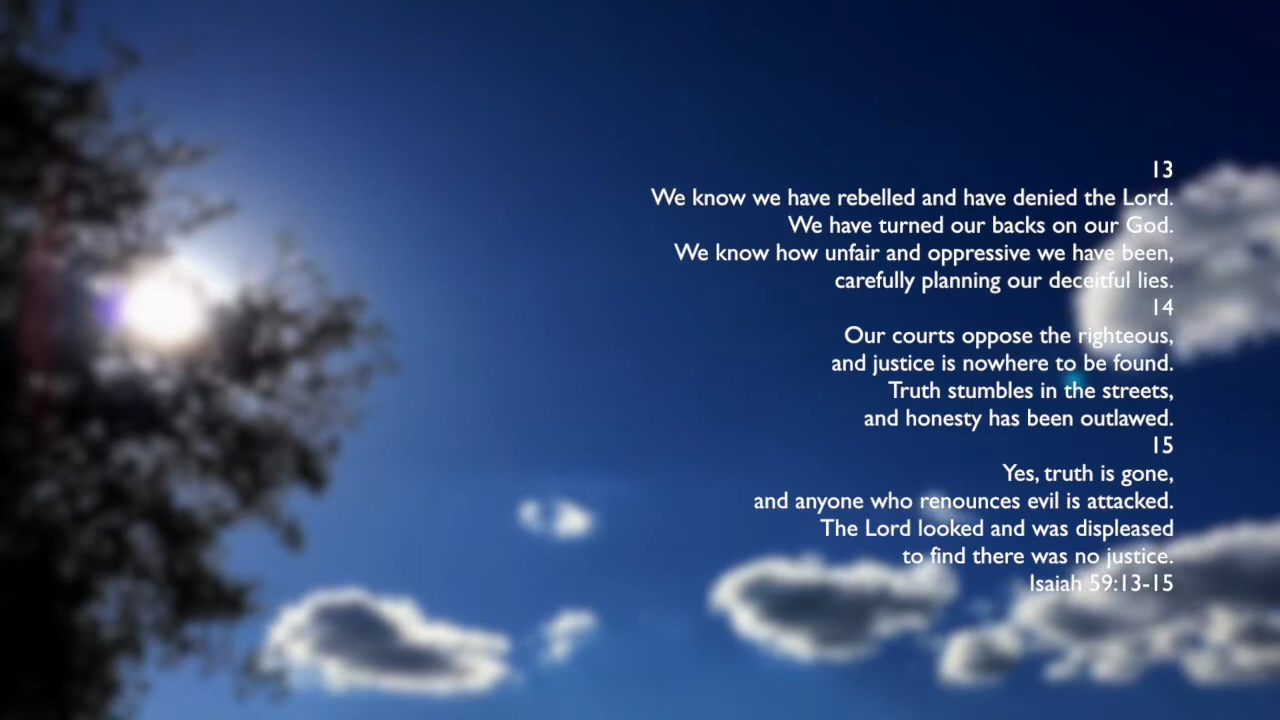 13
We know we have rebelled and have denied the Lord.
We have turned our backs on our God.
We know how unfair and oppressive we have been,
carefully planning our deceitful lies.
14
Our courts oppose the righteous,
and justice is nowhere to be found.
Truth stumbles in the streets,
and honesty has been outlawed.
15
Yes, truth is gone,
and anyone who renounces evil is attacked.
The Lord looked and was displeased
to find there was no justice.
Isaiah 59:13-15